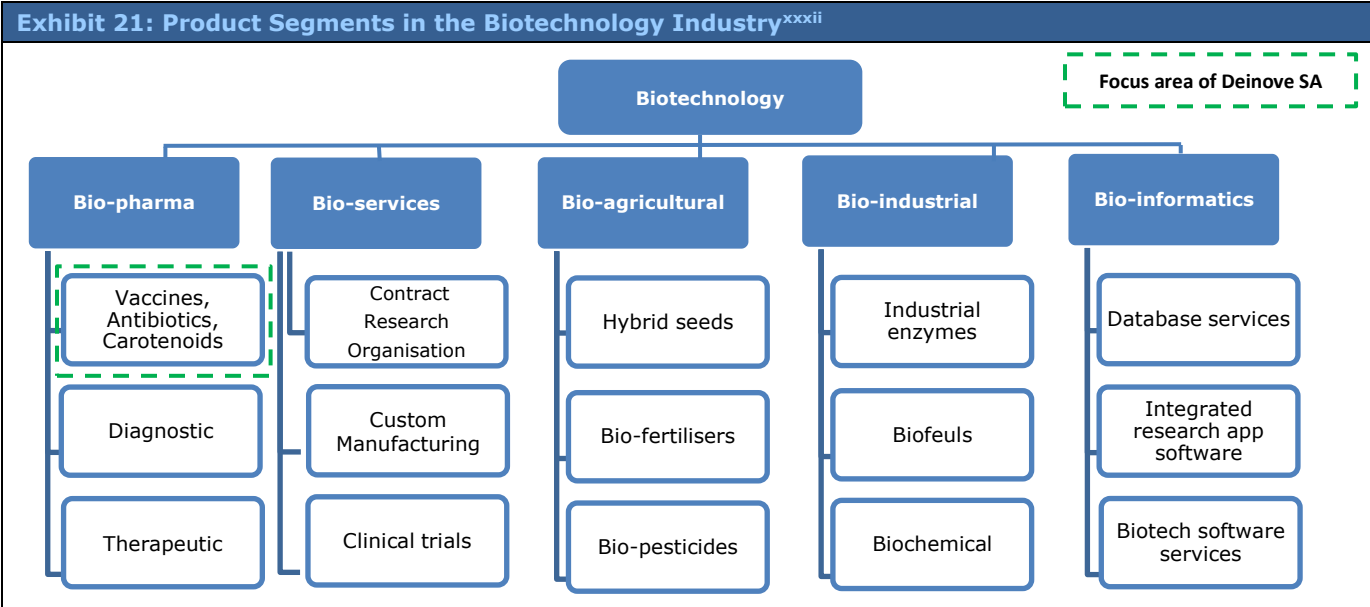 Exhibit 21: Product Segments in the Biotechnology Industryxxxii
Focus area of Deinove SA
Biotechnology
Bio-pharma
Bio-services
Bio-agricultural
Bio-industrial
Bio-informatics
Vaccines,
Antibiotics,
Carotenoids
Contract
Research
Organisation
Hybrid seeds
Industrial
enzymes
Database services
Diagnostic
Custom
Manufacturing
Bio-fertilisers
Biofeuls
Integrated
research app
software
Therapeutic
Clinical trials
Bio-pesticides
Biochemical
Biotech software
services